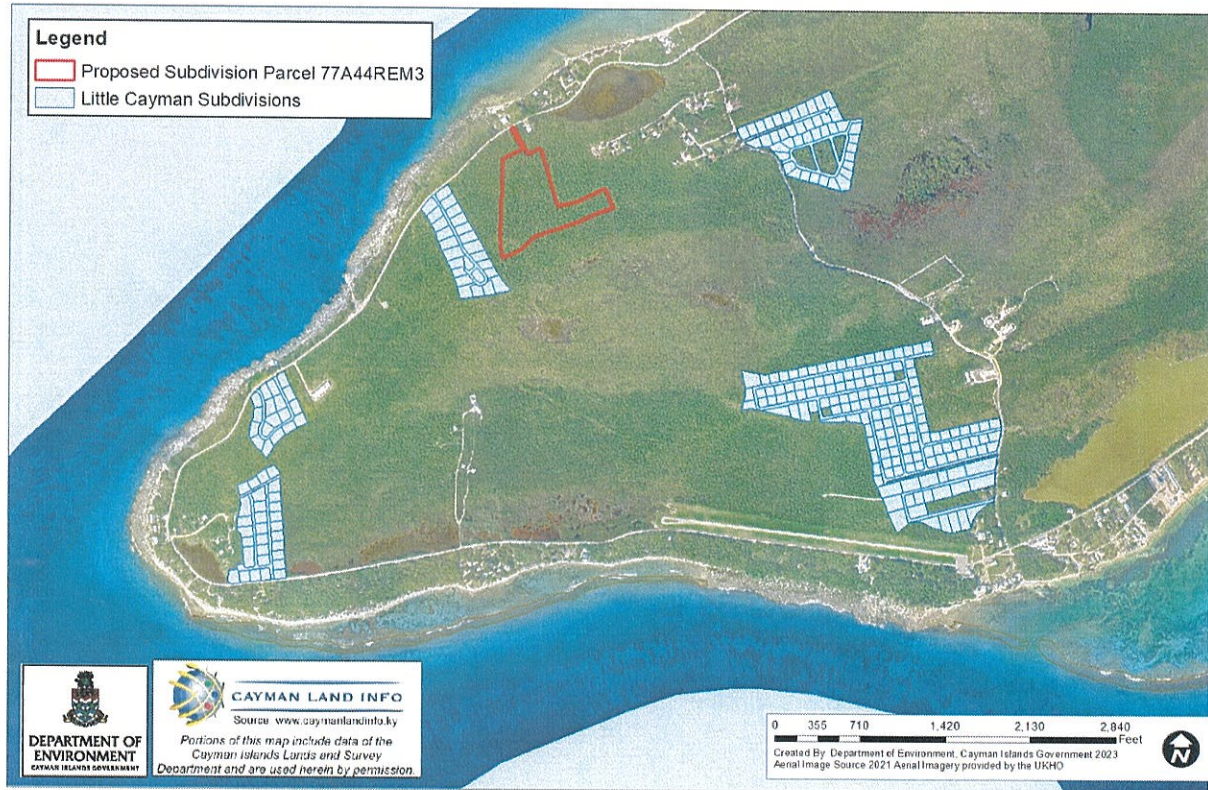 Legend
Proposed Subdivision Parcel 77A44REM3
Little Cayman Subdivisions
DEPARTMENT OF
ENVIRONMENT
CAYMAN ISLANDS GOVERNMENT
CAYMAN LAND INFO
Source www.caymanlandinfo.ky
Portions of this map include data of the
Cayman Islands Lands and Survey
Department and are used herein by permission.
0 355 710 1,420 2,130 2,840
Feet
Created By Department of Environment, Cayman Islands Government 2023
Aerial Image Source 2021 Aerial Imagery provided by the UKHO
N